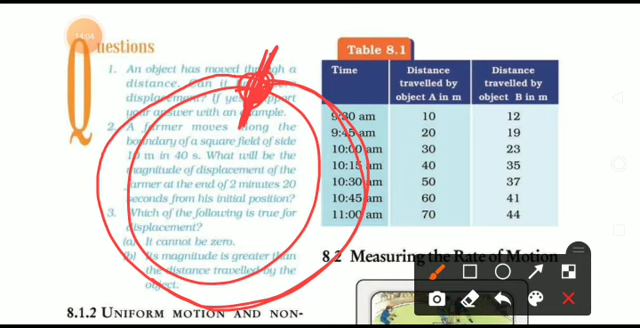 14:04
Questions
1. An object has moved through a
distance. Can it have zero
displacement? If yes, support
your answer with an example.
2. A farmer moves along the
boundary of a square field of side
10 m in 40 s. What will be the
magnitude of displacement of the
farmer at the end of 2 minutes 20
seconds from his initial position?
3. Which of the following is true for
displacement?
(a) It cannot be zero.
(b) Its magnitude is greater than
the distance travelled by the
object.
8.1.2 UNIFORM MOTION AND NON-
Table 8.1
Time Distance travelled by object A in m Distance travelled by object B in m
9:30 am 10 12
9:45 am 20 19
10:00 am 30 23
10:15 am 40 35
10:30 am 50 37
10:45 am 60 41
11:00 am 70 44
8.2 Measuring the Rate of Motion